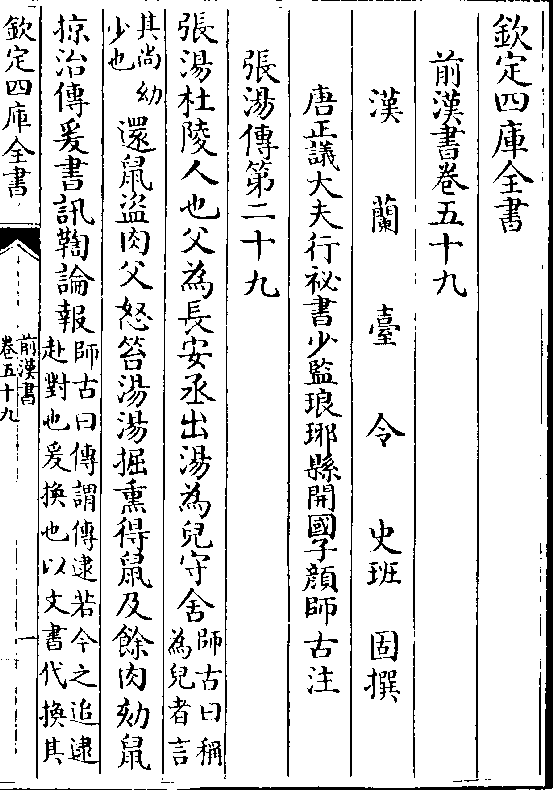 欽定四庫全書
前漢書卷五十九
漢蘭臺令史班固撰
唐正議大夫行祕書少監琅琊縣開國子顔師古注
張湯傳第二十九
張湯杜陵人也父為長安丞出湯為兒守舍師古曰稱為兒者言
其尚幼少也還鼠盜肉父怒笞湯湯掘熏得鼠及餘肉劾鼠
掠治傳爰書訊鞫論報師古曰傳謂傳逮若今之追逮赴對也爰換也以文書代換其
欽定四庫全書
前漢書
卷五十九
一